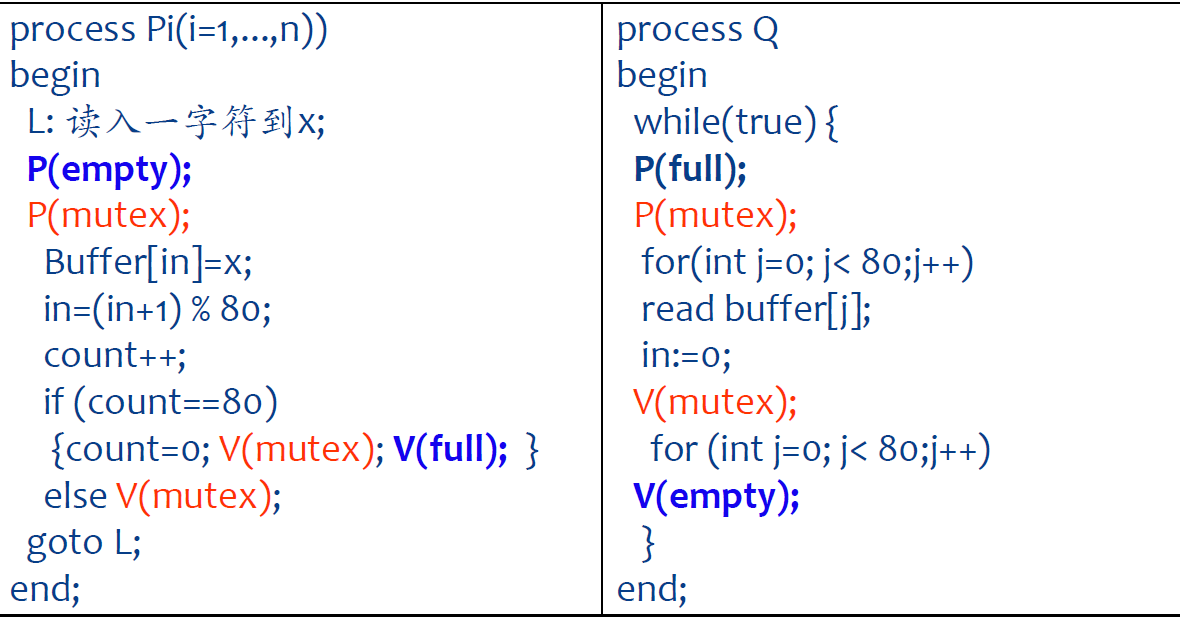 process Pi(i=1,...,n))
begin
L: 读入一字符到x;
P(empty);
P(mutex);
Buffer[in]=x;
in=(in+1) % 80;
count++;
if (count==80)
{count=0; V(mutex); V(full); }
else V(mutex);
goto L;
end;
process Q
begin
while(true) {
P(full);
P(mutex);
for(int j=0; j< 80;j++)
read buffer[j];
in:=0;
V(mutex);
for (int j=0; j< 80;j++)
V(empty);
}
end;